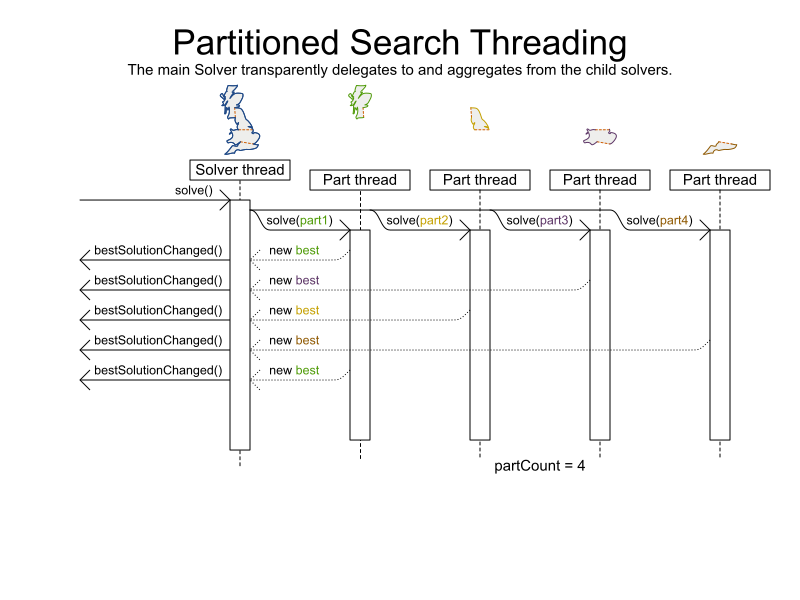 Partitioned Search Threading
The main Solver transparently delegates to and aggregates from the child solvers.
Solver thread
Part thread
Part thread
Part thread
Part thread
solve()
solve(part1)
solve(part2)
solve(part3)
solve(part4)
bestSolutionChanged()
new best
bestSolutionChanged()
new best
bestSolutionChanged()
new best
bestSolutionChanged()
new best
bestSolutionChanged()
new best
partCount = 4